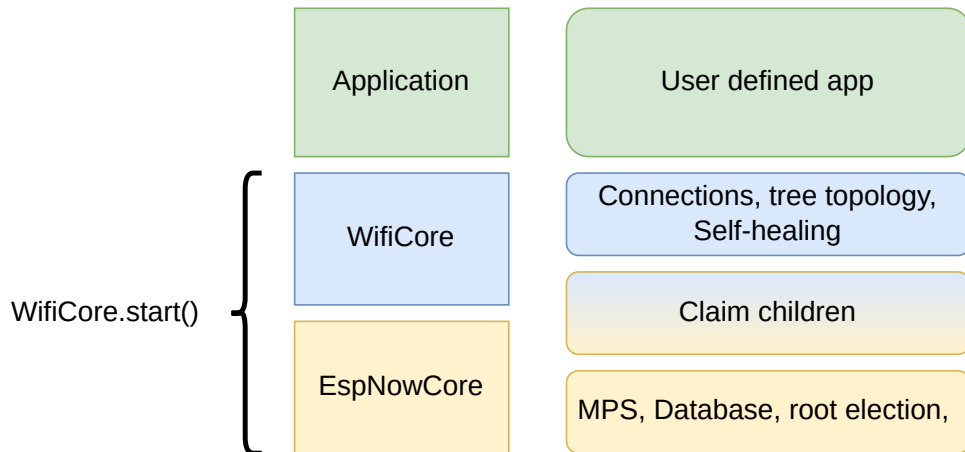 Application
User defined app
WifiCore
Connections, tree topology,
Self-healing
WifiCore.start()
Claim children
EspNowCore
MPS, Database, root election,